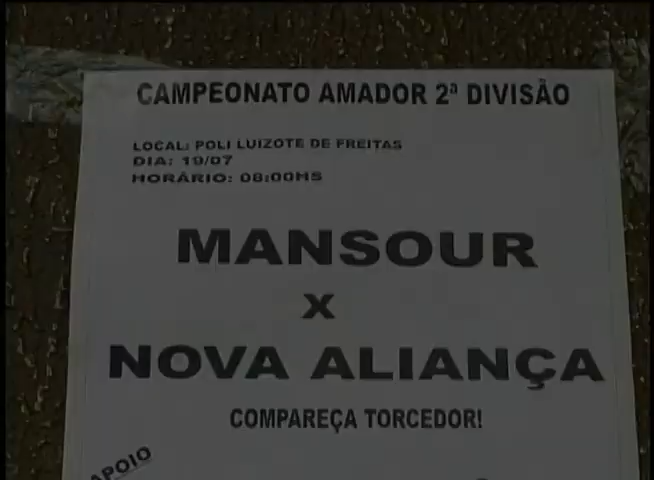 CAMPEONATO AMADOR 2ª DIVISÃO
LOCAL: POLI LUIZOTE DE FREITAS
DIA: 19/07
HORÁRIO: 08:00HS
MANSOUR
X
NOVA ALIANÇA
COMPAREÇA TORCEDOR!
APOIO